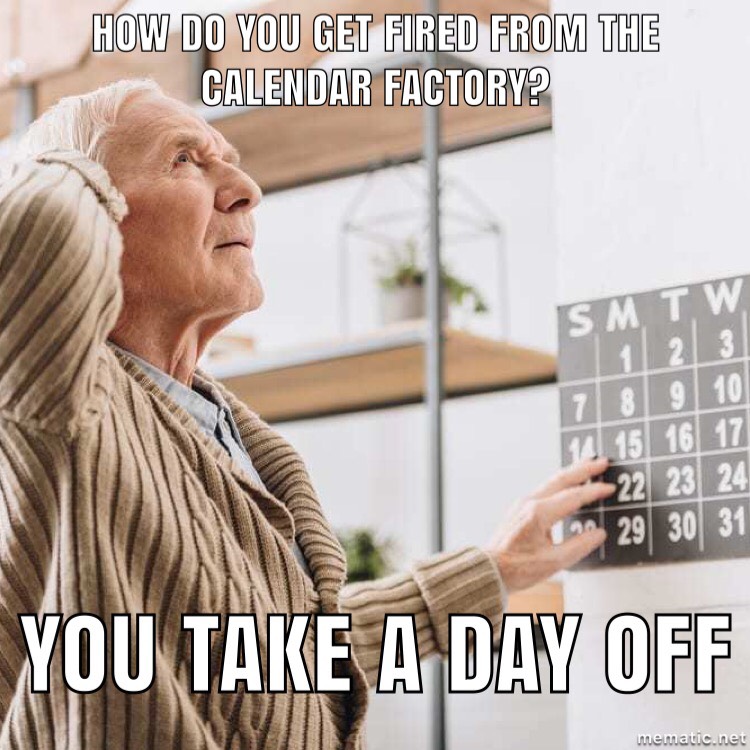 HOW DO YOU GET FIRED FROM THE
CALENDAR FACTORY?
S M T W
1 2 3
7 8 9 10
14 15 16 17
22 23 24
29 30 31
YOU TAKE A DAY OFF
mematic.net